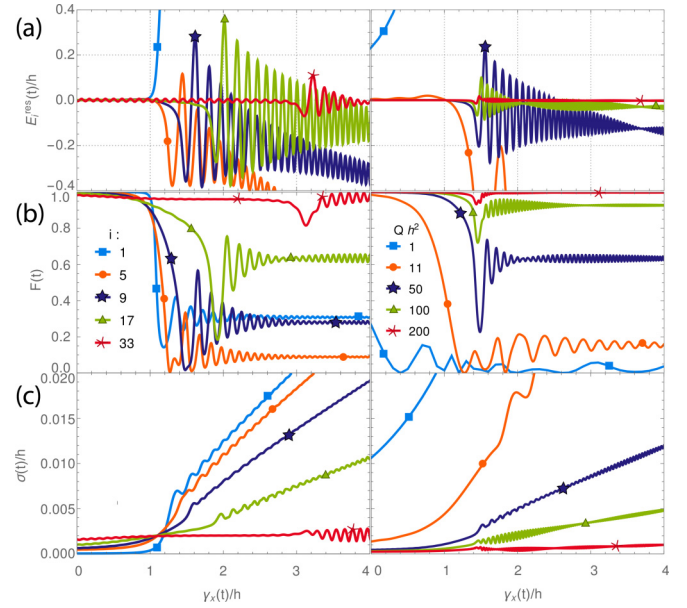 (a)
E_i^res(t)/h
0.4
0.2
0.0
-0.2
-0.4
(b)
F(t)
1.0
0.8
0.6
0.4
0.2
0.0
i :
1
5
9
17
33
Q h²
1
11
50
100
200
(c)
σ(t)/h
0.020
0.015
0.010
0.005
0.000
0 1 2 3 4 0 1 2 3 4
γₓ(t)/h γₓ(t)/h